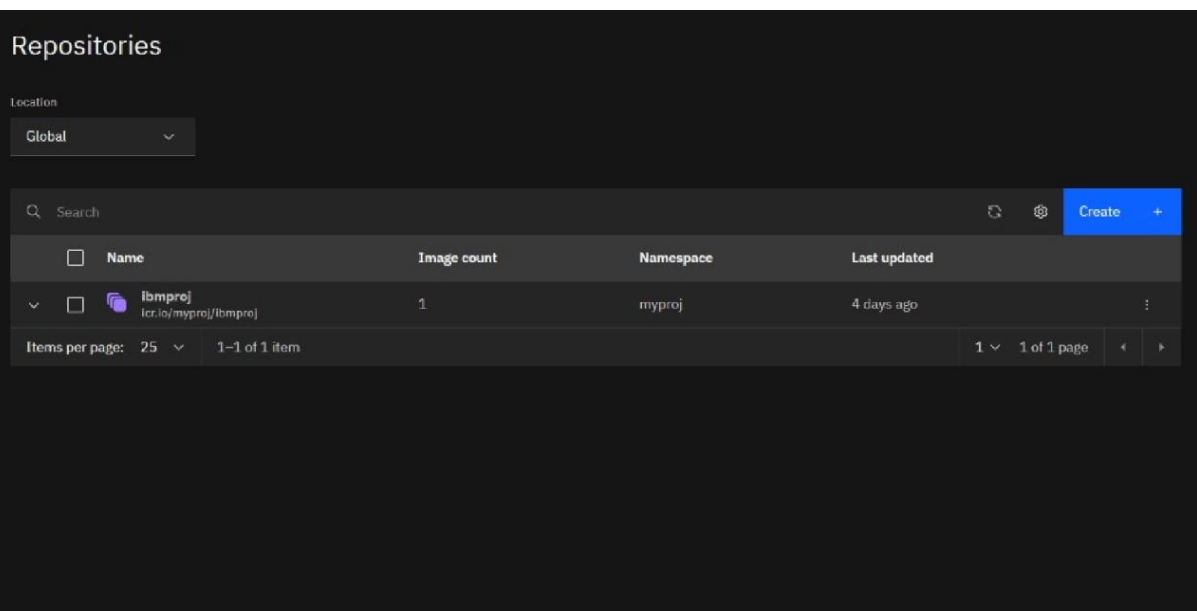 Repositories
Location
Global
Search
Create +
Name Image count Namespace Last updated
ibmproj 1 myproj 4 days ago
icr.io/myproj/ibmproj
Items per page: 25 1–1 of 1 item 1 1 of 1 page